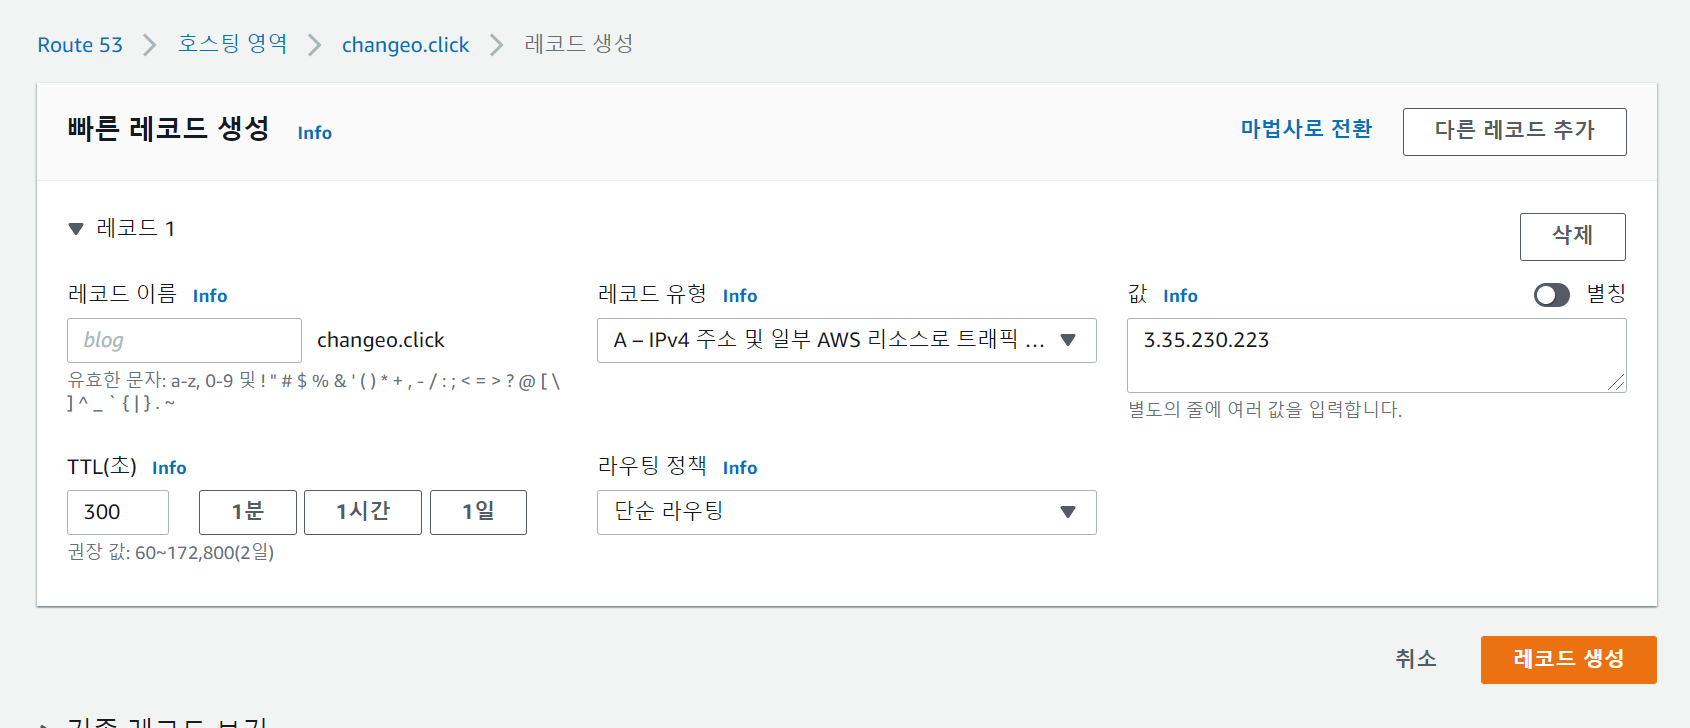 Route 53 > 호스팅 영역 > changeo.click > 레코드 생성
빠른 레코드 생성 Info
마법사로 전환
다른 레코드 추가
레코드 1
삭제
레코드 이름 Info
blog
changeo.click
유효한 문자: a-z, 0-9 및 ! " # $ % & ' ( ) * + , - / : ; < = > ? @ [ \
] ^ _ ` { | } . ~
레코드 유형 Info
A – IPv4 주소 및 일부 AWS 리소스로 트래픽 ...
값 Info
별칭
3.35.230.223
별도의 줄에 여러 값을 입력합니다.
TTL(초) Info
300
1분
1시간
1일
권장 값: 60~172,800(2일)
라우팅 정책 Info
단순 라우팅
취소
레코드 생성
기존 레코드 보기